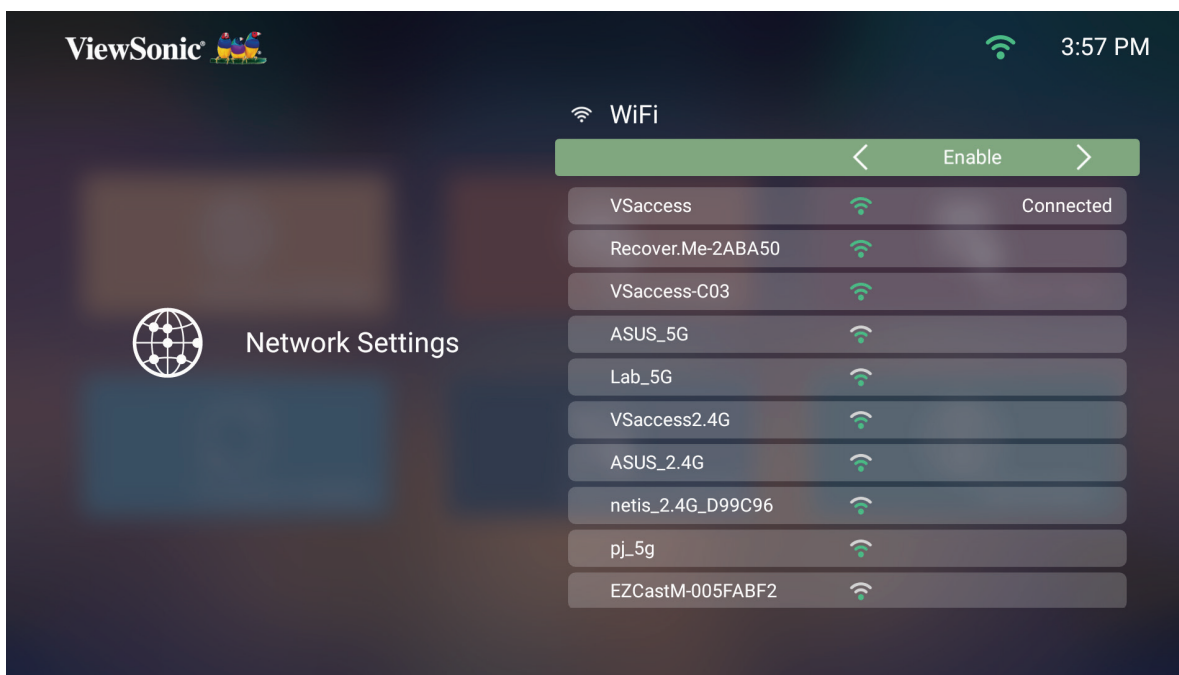 ViewSonic®
3:57 PM
WiFi
Enable
VSaccess Connected
Recover.Me-2ABA50
VSaccess-C03
ASUS_5G
Network Settings
Lab_5G
VSaccess2.4G
ASUS_2.4G
netis_2.4G_D99C96
pj_5g
EZCastM-005FABF2